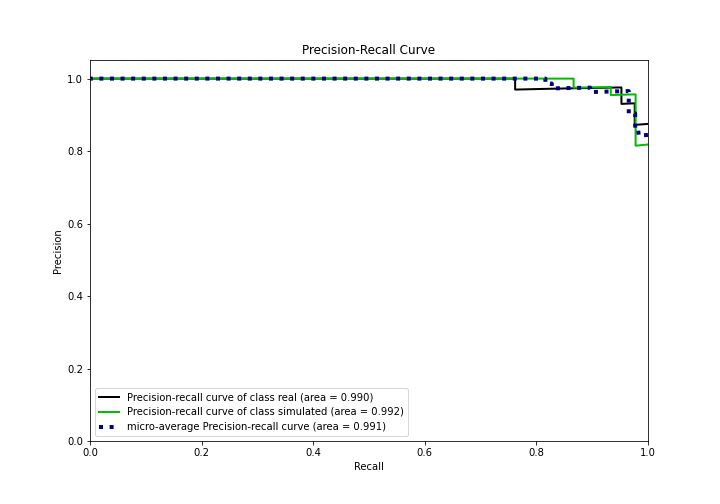 Precision-Recall Curve
1.0
0.8
0.6
0.4
0.2
0.0
Precision
Precision-recall curve of class real (area = 0.990)
Precision-recall curve of class simulated (area = 0.992)
micro-average Precision-recall curve (area = 0.991)
0.0 0.2 0.4 0.6 0.8 1.0
Recall